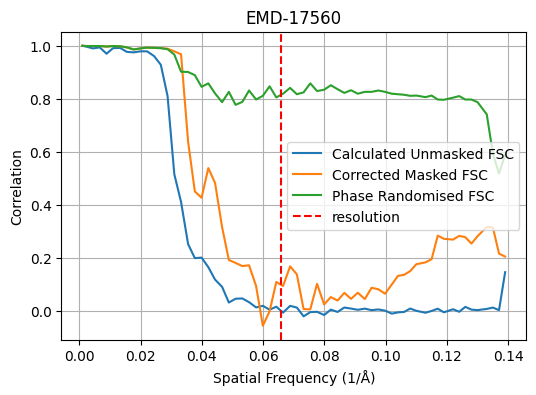 EMD-17560
1.0
0.8
0.6
0.4
0.2
0.0
Correlation
Calculated Unmasked FSC
Corrected Masked FSC
Phase Randomised FSC
resolution
0.00 0.02 0.04 0.06 0.08 0.10 0.12 0.14
Spatial Frequency (1/Å)